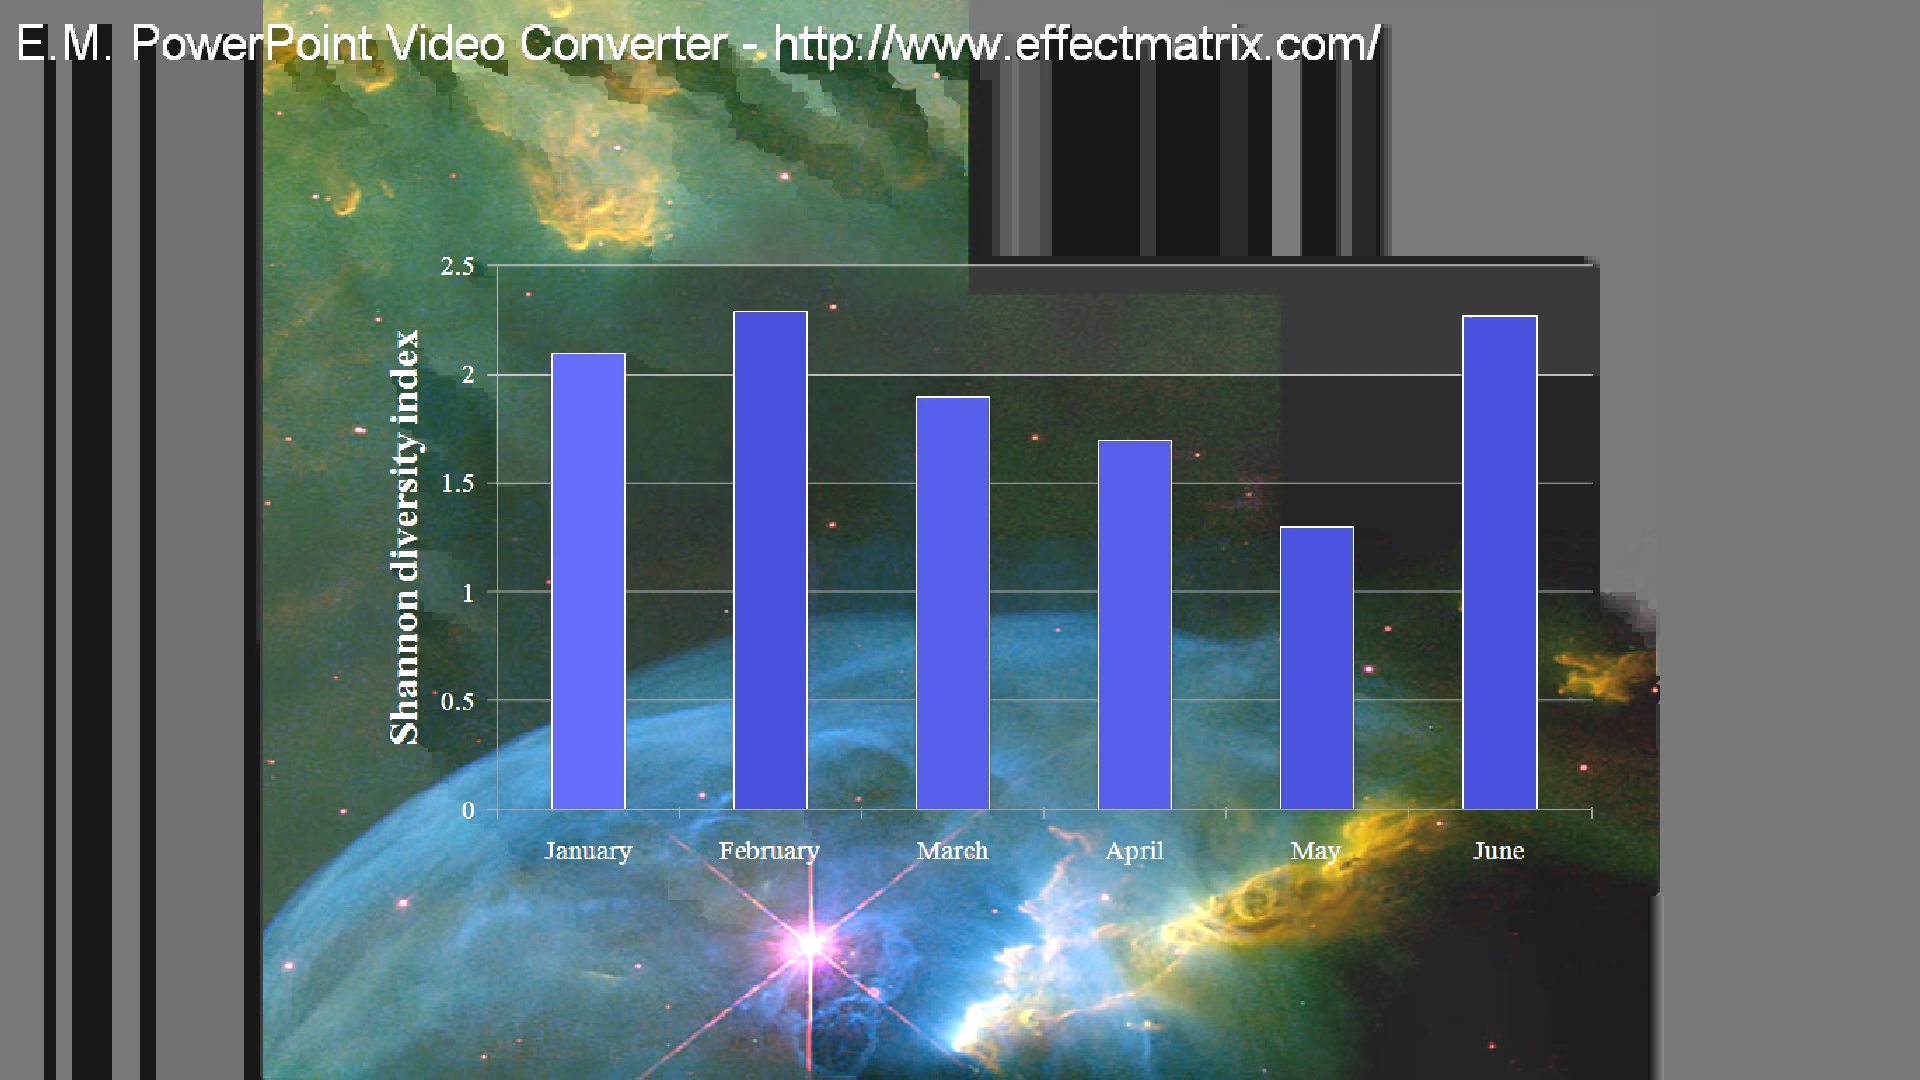 E.M. PowerPoint Video Converter - http://www.effectmatrix.com/
Shannon diversity index
2.5
2
1.5
1
0.5
0
January February March April May June